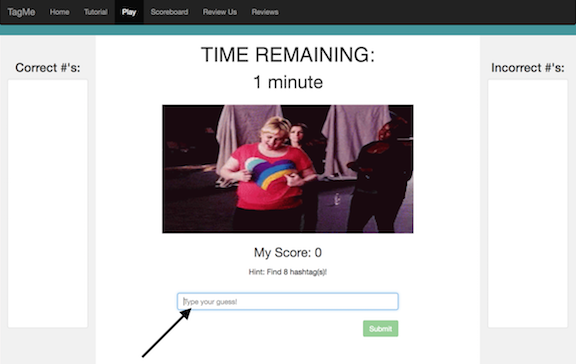 TagMe Home Tutorial Play Scoreboard Review Us Reviews
TIME REMAINING:
1 minute
Correct #'s:
Incorrect #'s:
My Score: 0
Hint: Find 8 hashtag(s)!
Type your guess!
Submit